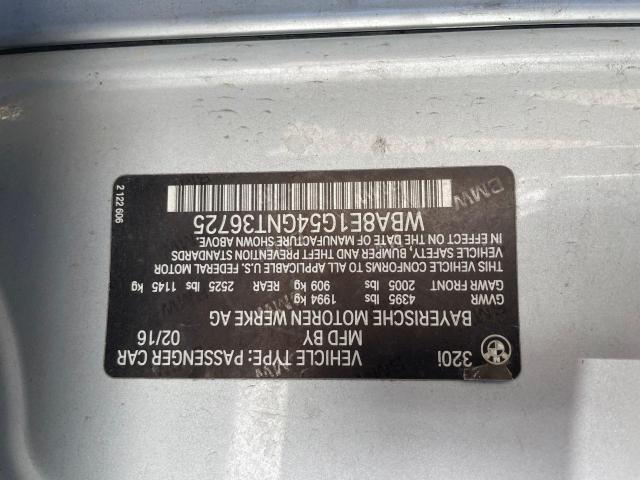 320i
VEHICLE TYPE: PASSENGER CAR
MFD BY 02/16
BAYERISCHE MOTOREN WERKE AG
GVWR 4395 lbs 1994 kg
GAWR FRONT 2005 lbs 909 kg REAR 2525 lbs 1145 kg
THIS VEHICLE CONFORMS TO ALL APPLICABLE U.S. FEDERAL MOTOR
VEHICLE SAFETY, BUMPER AND THEFT PREVENTION STANDARDS
IN EFFECT ON THE DATE OF MANUFACTURE SHOWN ABOVE.
WBA8E1G54GNT36725
2 122 606
BMW